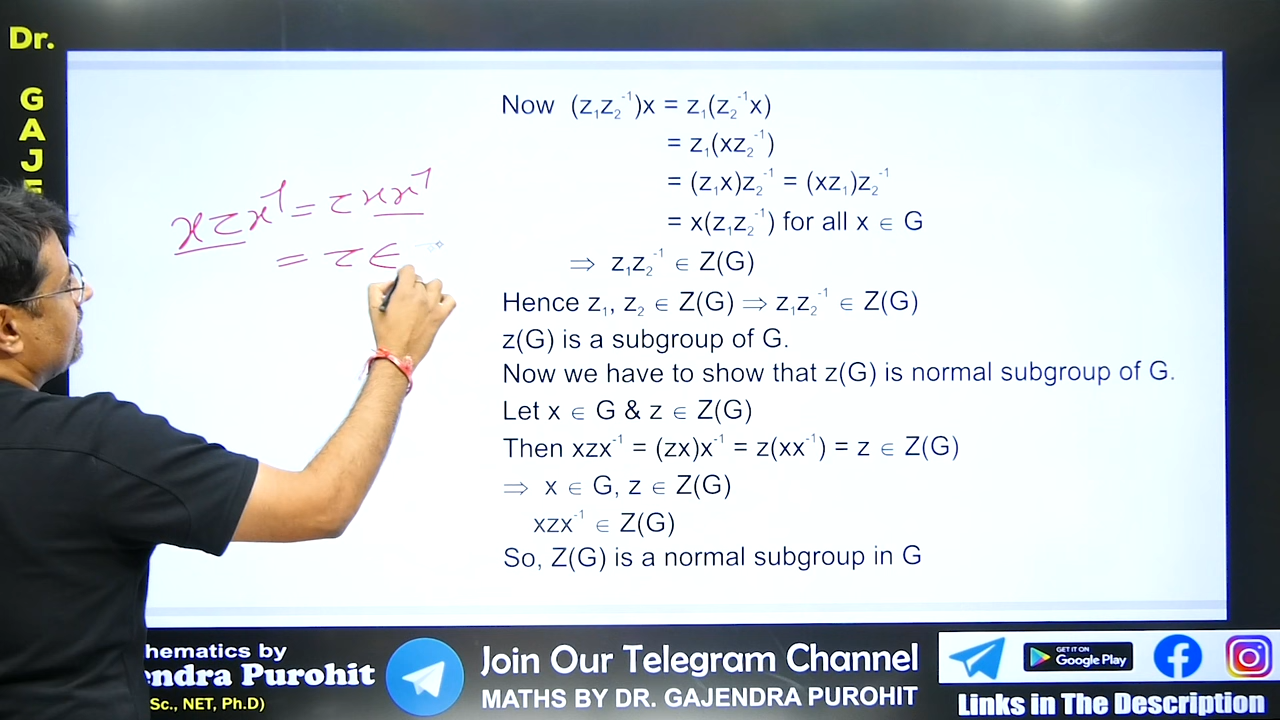 Dr.
G
A
J
E
Now (z₁z₂⁻¹)x = z₁(z₂⁻¹x)
= z₁(xz₂⁻¹)
= (z₁x)z₂⁻¹ = (xz₁)z₂⁻¹
= x(z₁z₂⁻¹) for all x ∈ G
⇒ z₁z₂⁻¹ ∈ Z(G)
Hence z₁, z₂ ∈ Z(G) ⇒ z₁z₂⁻¹ ∈ Z(G)
z(G) is a subgroup of G.
Now we have to show that z(G) is normal subgroup of G.
Let x ∈ G & z ∈ Z(G)
Then xzx⁻¹ = (zx)x⁻¹ = z(xx⁻¹) = z ∈ Z(G)
⇒ x ∈ G, z ∈ Z(G)
xzx⁻¹ ∈ Z(G)
So, Z(G) is a normal subgroup in G
xzx⁻¹ = zxx⁻¹
= z ∈
hematics by
endra Purohit
Sc., NET, Ph.D)
Join Our Telegram Channel
MATHS BY DR. GAJENDRA PUROHIT
GET IT ON
Google Play
Links in The Description